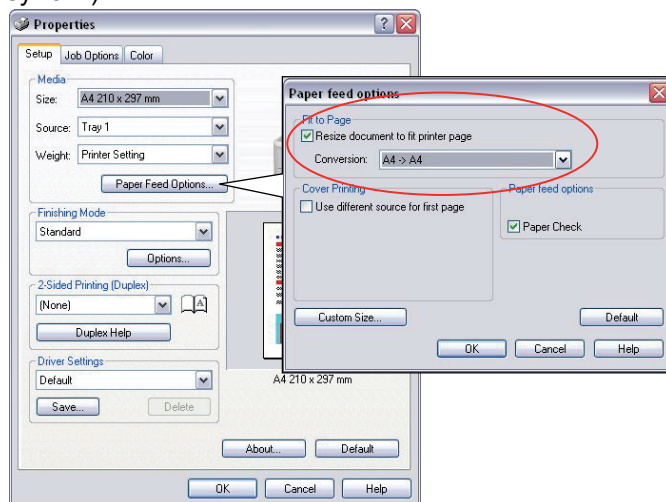 Properties
Setup Job Options Color
Media
Size: A4 210 x 297 mm
Source: Tray 1
Weight: Printer Setting
Paper Feed Options...
Finishing Mode
Standard
Options...
2-Sided Printing (Duplex)
(None)
A
Duplex Help
Driver Settings
Default
Save... Delete
A4 210 x 297 mm
About... Default
OK Cancel Help
Paper feed options
Fit to Page
Resize document to fit printer page
Conversion: A4 -> A4
Cover Printing
Use different source for first page
Paper feed options
Paper Check
Custom Size... Default
OK Cancel Help